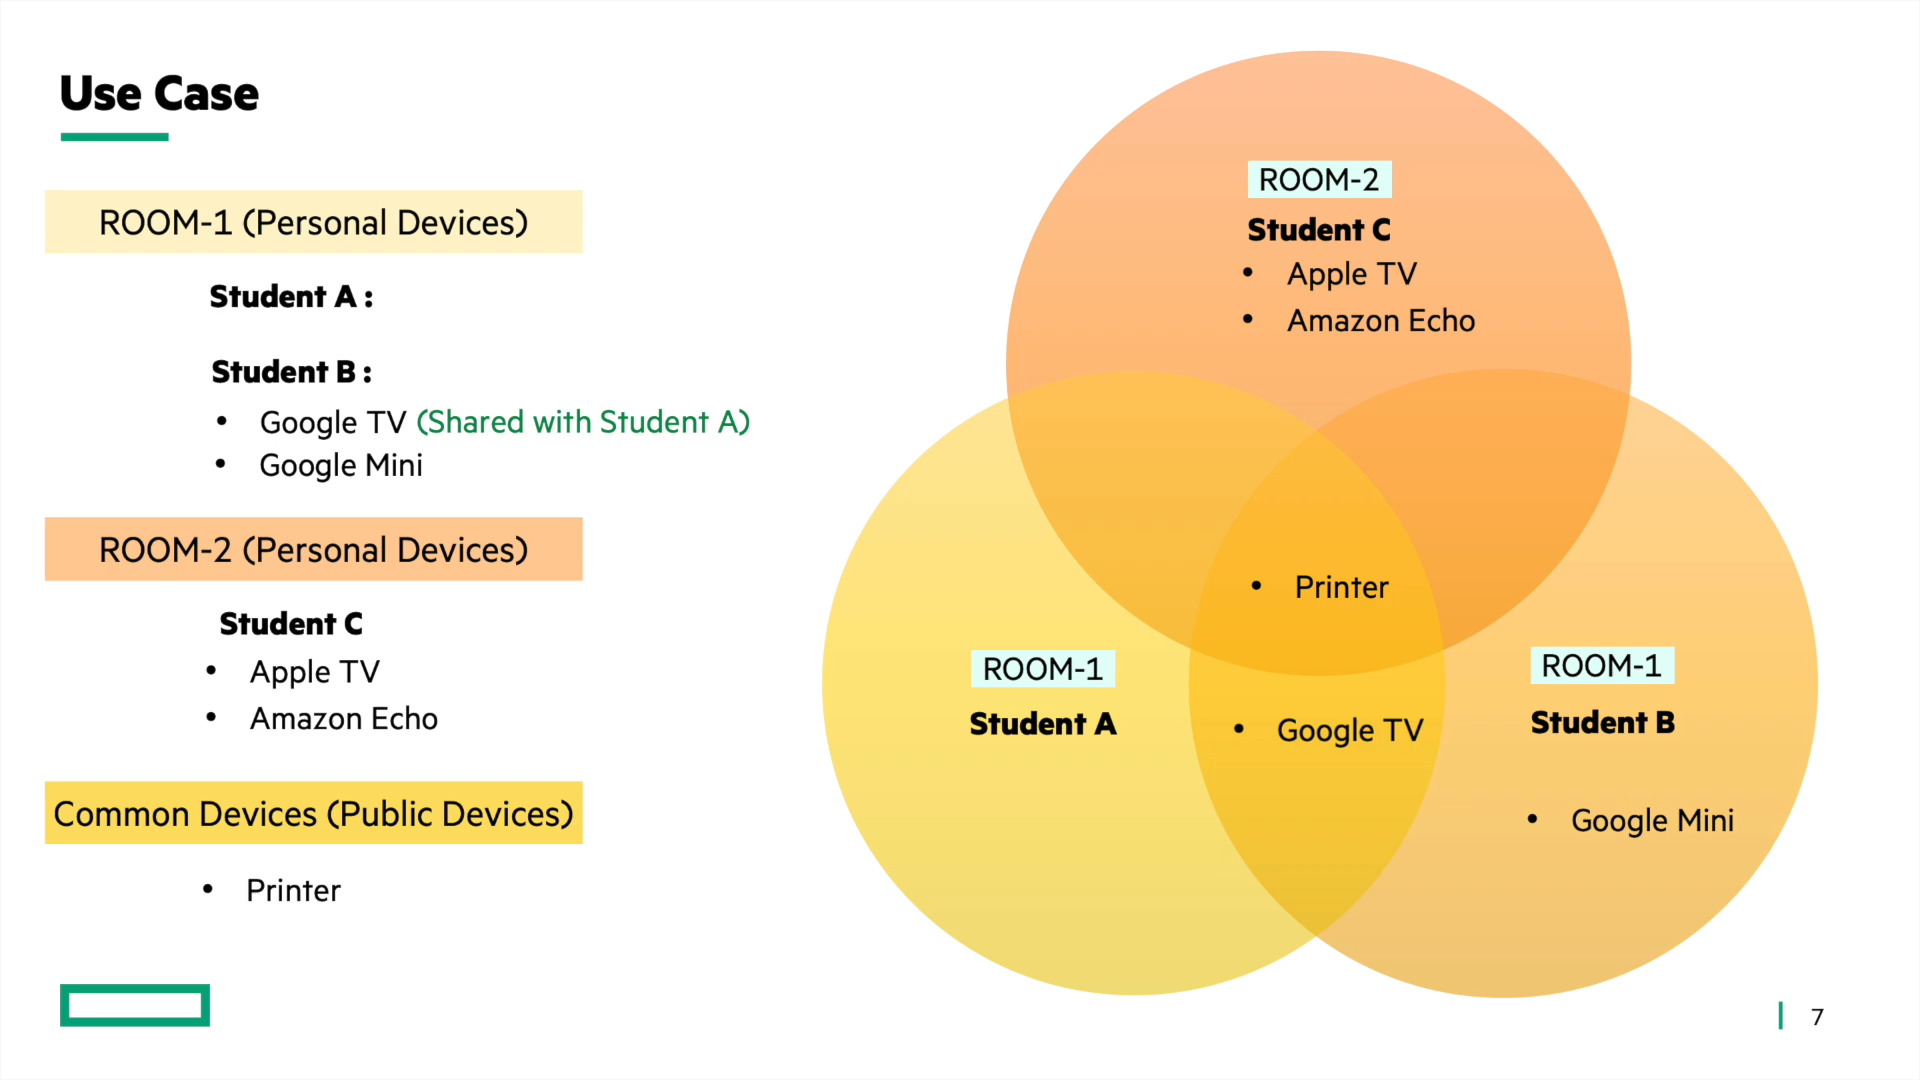 Use Case
ROOM-1 (Personal Devices)
Student A :
Student B :
• Google TV (Shared with Student A)
• Google Mini
ROOM-2 (Personal Devices)
Student C
• Apple TV
• Amazon Echo
Common Devices (Public Devices)
• Printer
ROOM-2
Student C
• Apple TV
• Amazon Echo
• Printer
ROOM-1
Student A
• Google TV
ROOM-1
Student B
• Google Mini
7